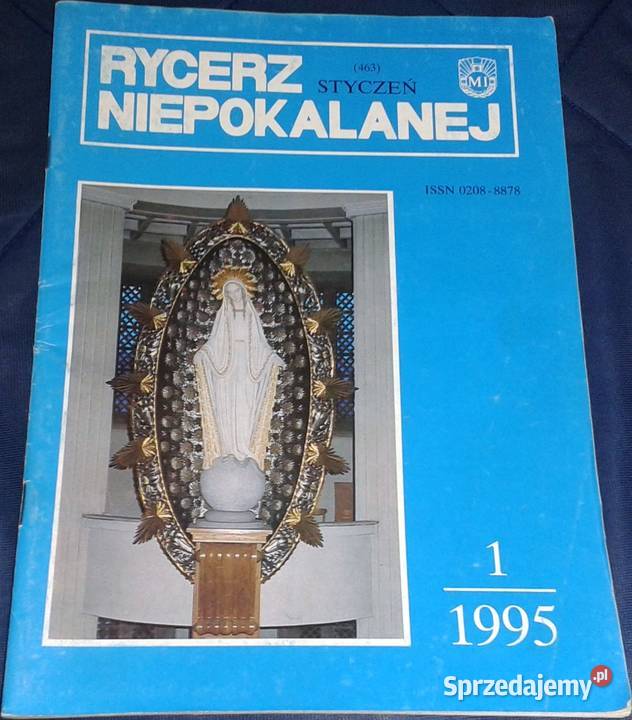 RYCERZ
(463)
STYCZEŃ
NIEPOKALANEJ
MI
ISSN 0208-8878
1
1995
Sprzedajemy.pl